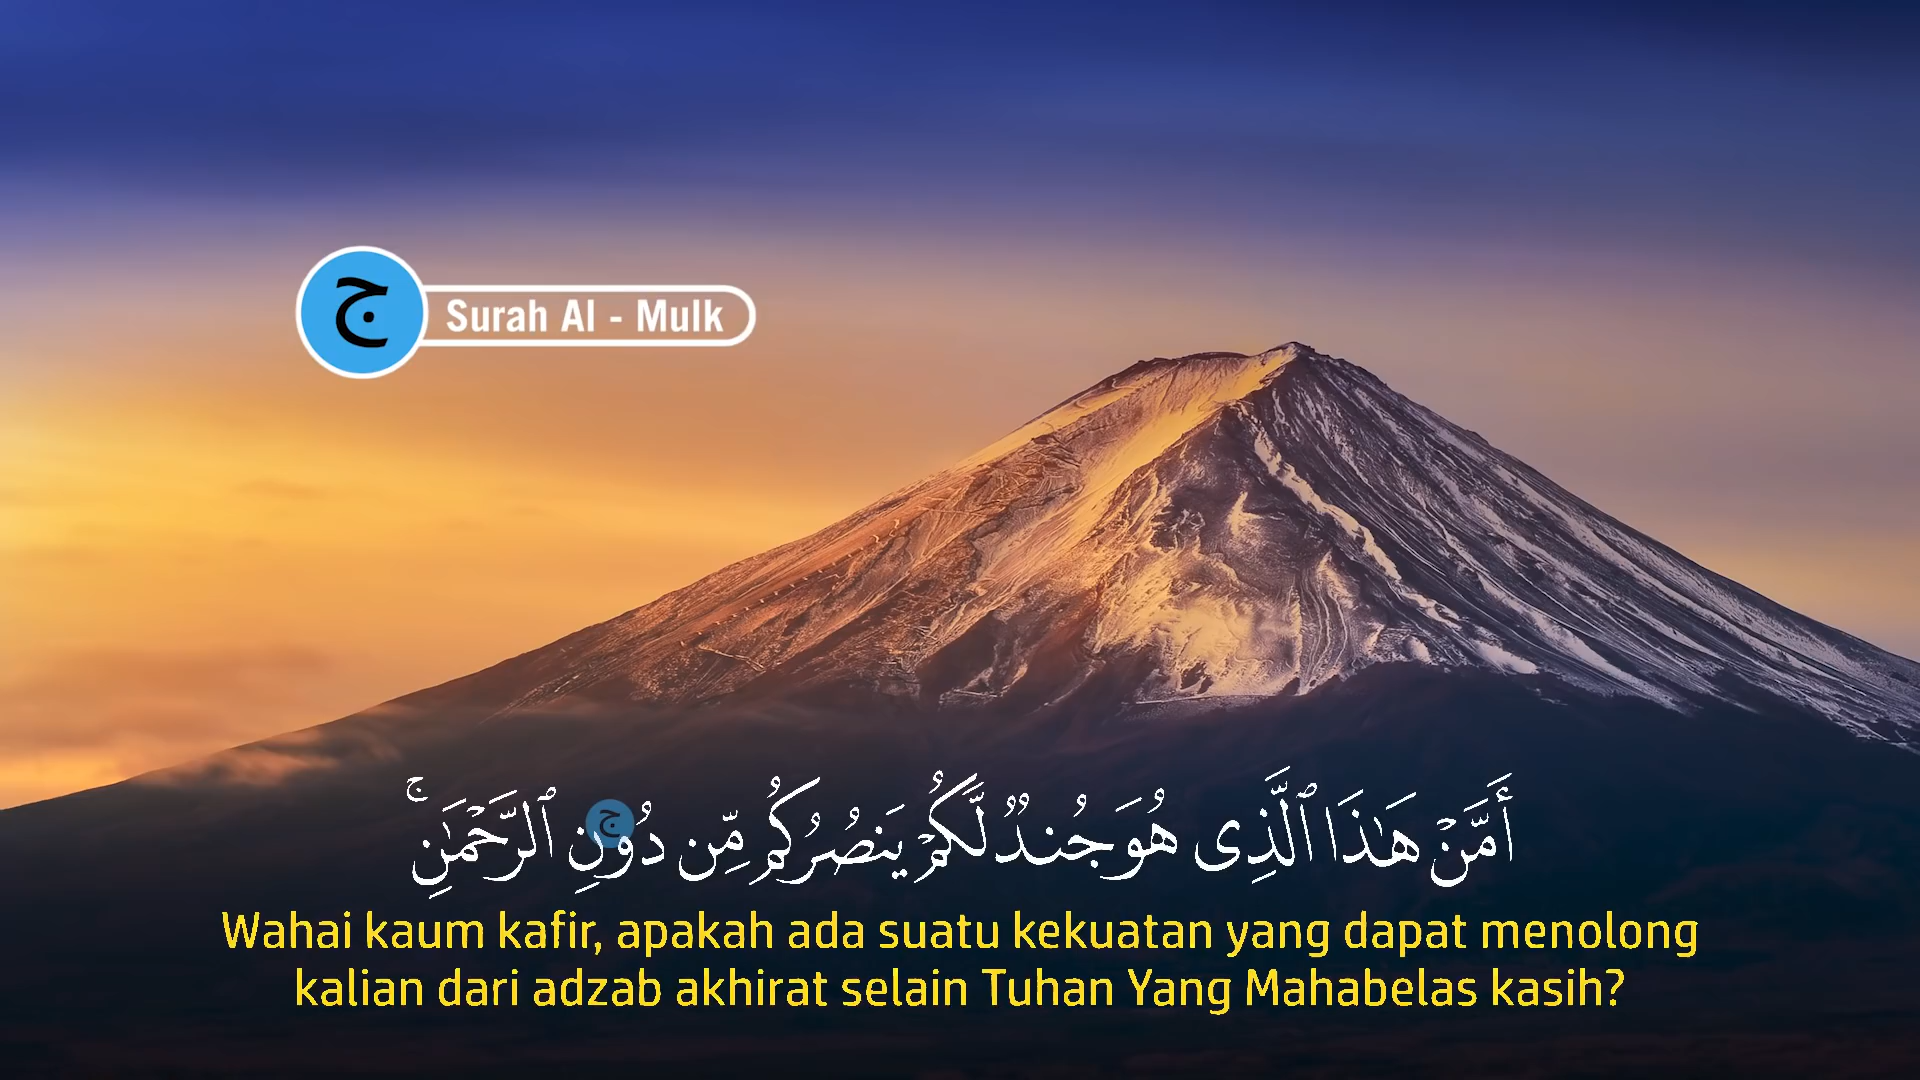 ج
Surah Al - Mulk
أَمَّنْ هَـٰذَا ٱلَّذِى هُوَ جُندٌ لَّكُمْ يَنصُرُكُم مِّن دُونِ ٱلرَّحْمَـٰنِ ۚ
ج
Wahai kaum kafir, apakah ada suatu kekuatan yang dapat menolong
kalian dari adzab akhirat selain Tuhan Yang Mahabelas kasih?